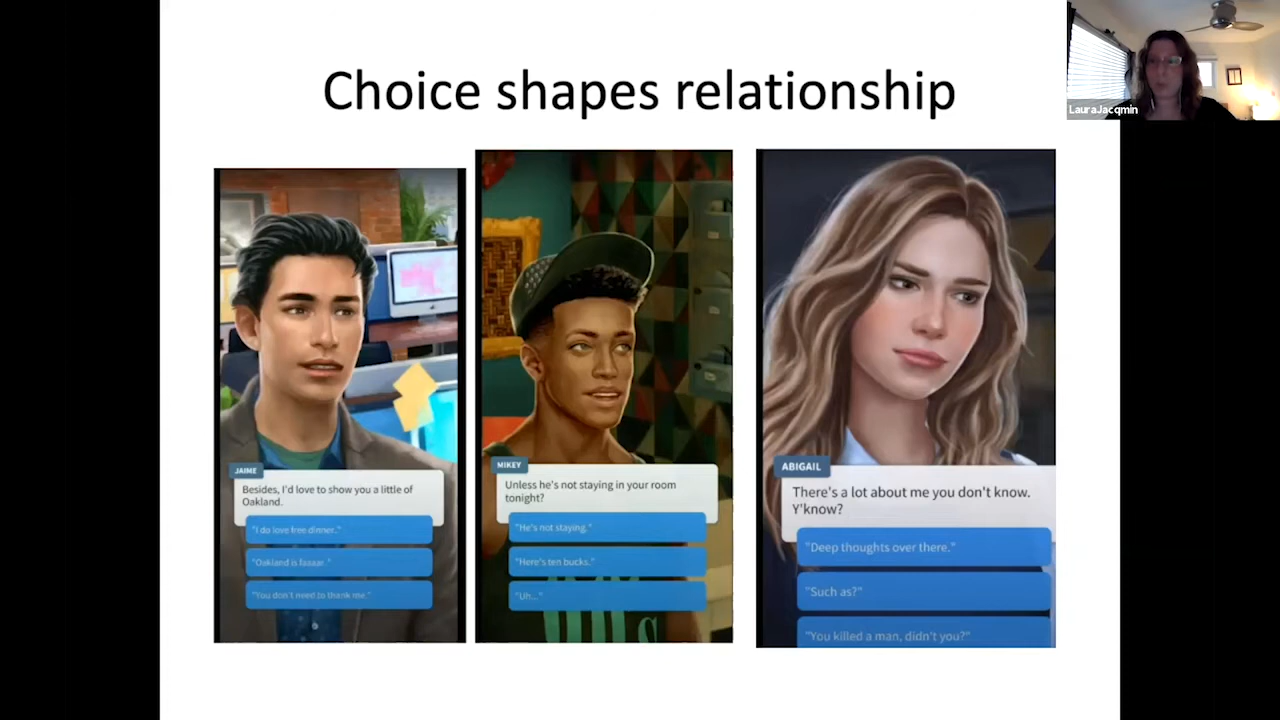 Choice shapes relationship
LauraJacqmin
JAIME
Besides, I'd love to show you a little of
Oakland.
"I do love free dinner."
"Oakland is faaaar."
"You don't need to thank me."
MIKEY
Unless he's not staying in your room
tonight?
"He's not staying."
"Here's ten bucks."
"Uh..."
ABIGAIL
There's a lot about me you don't know.
Y'know?
"Deep thoughts over there."
"Such as?"
"You killed a man, didn't you?"